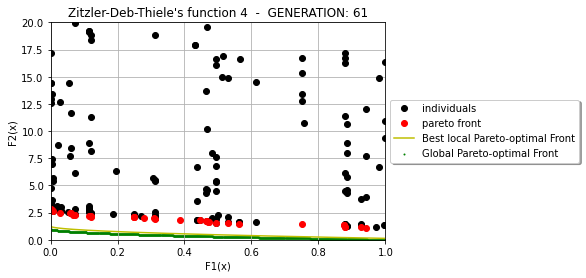 Zitzler-Deb-Thiele's function 4 - GENERATION: 61
20.0
17.5
15.0
12.5
10.0
7.5
5.0
2.5
0.0
F2(x)
0.0 0.2 0.4 0.6 0.8 1.0
F1(x)
individuals
pareto front
Best local Pareto-optimal Front
Global Pareto-optimal Front